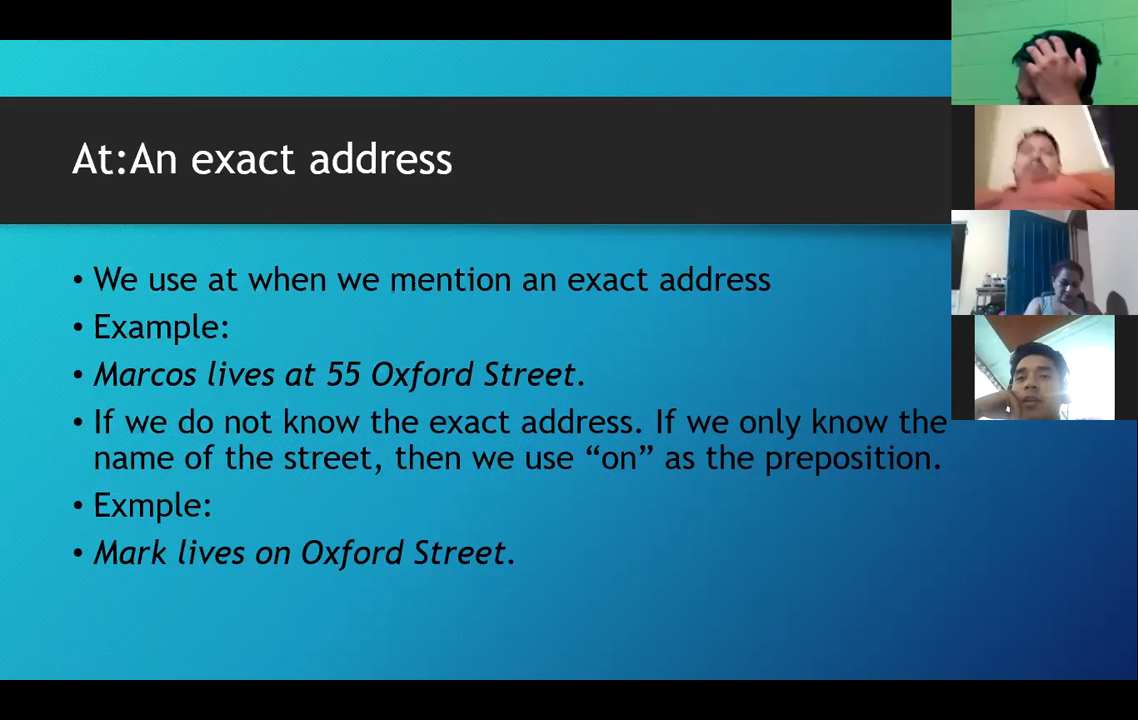 At:An exact address
• We use at when we mention an exact address
• Example:
• Marcos lives at 55 Oxford Street.
• If we do not know the exact address. If we only know the
name of the street, then we use “on” as the preposition.
• Exmple:
• Mark lives on Oxford Street.